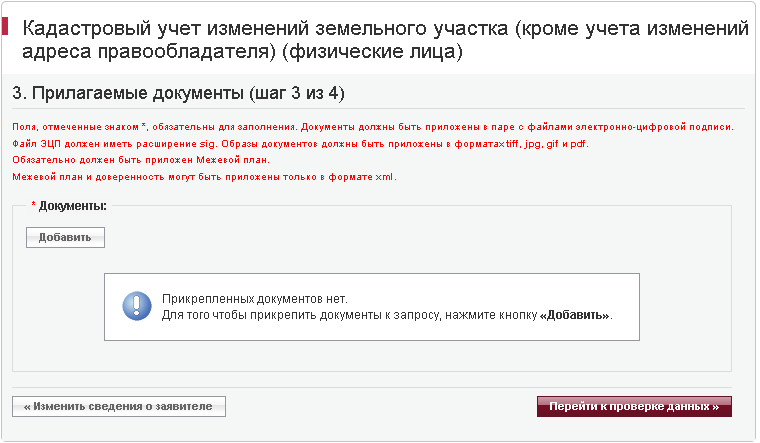 Кадастровый учет изменений земельного участка (кроме учета изменений
адреса правообладателя) (физические лица)
3. Прилагаемые документы (шаг 3 из 4)
Поля, отмеченные знаком *, обязательны для заполнения. Документы должны быть приложены в паре с файлами электронно-цифровой подписи.
Файл ЭЦП должен иметь расширение sig. Образы документов должны быть приложены в форматах tiff, jpg, gif и pdf.
Обязательно должен быть приложен Межевой план.
Межевой план и доверенность могут быть приложены только в формате xml.
* Документы:
Добавить
Прикрепленных документов нет.
Для того чтобы прикрепить документы к запросу, нажмите кнопку «Добавить».
« Изменить сведения о заявителе
Перейти к проверке данных »